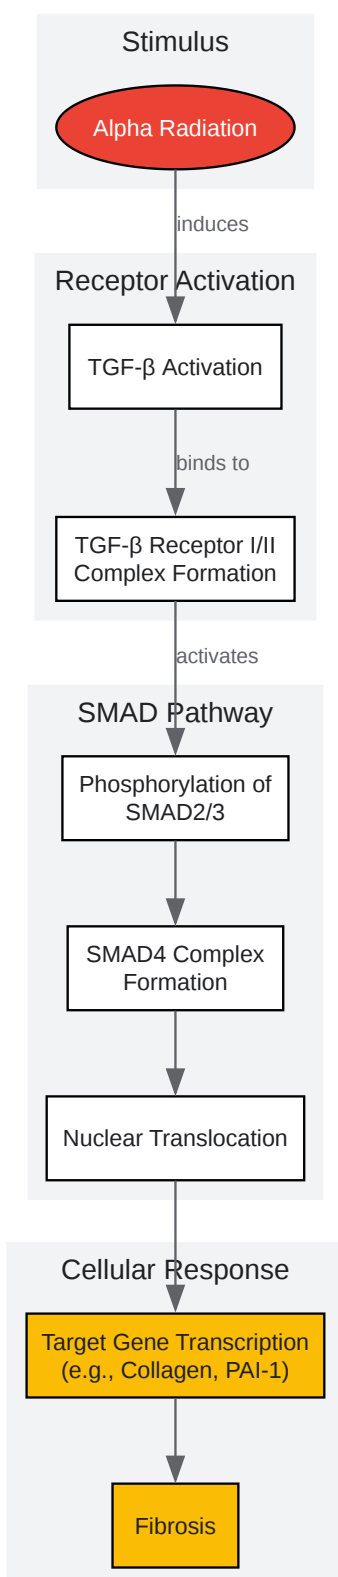 Stimulus
Alpha Radiation
induces
Receptor Activation
TGF-β Activation
binds to
TGF-β Receptor I/II
Complex Formation
activates
SMAD Pathway
Phosphorylation of
SMAD2/3
SMAD4 Complex
Formation
Nuclear Translocation
Cellular Response
Target Gene Transcription
(e.g., Collagen, PAI-1)
Fibrosis